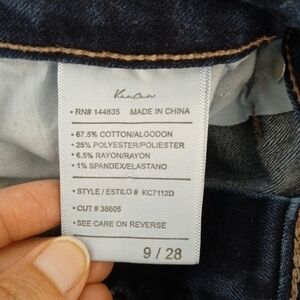 KanCan
• RN# 144635 MADE IN CHINA
• 67.5% COTTON/ALGODON
• 25% POLYESTER/POLIESTER
• 6.5% RAYON/RAYON
• 1% SPANDEX/ELASTANO
• STYLE / ESTILO # KC7112D
• CUT # 38605
• SEE CARE ON REVERSE
9 / 28